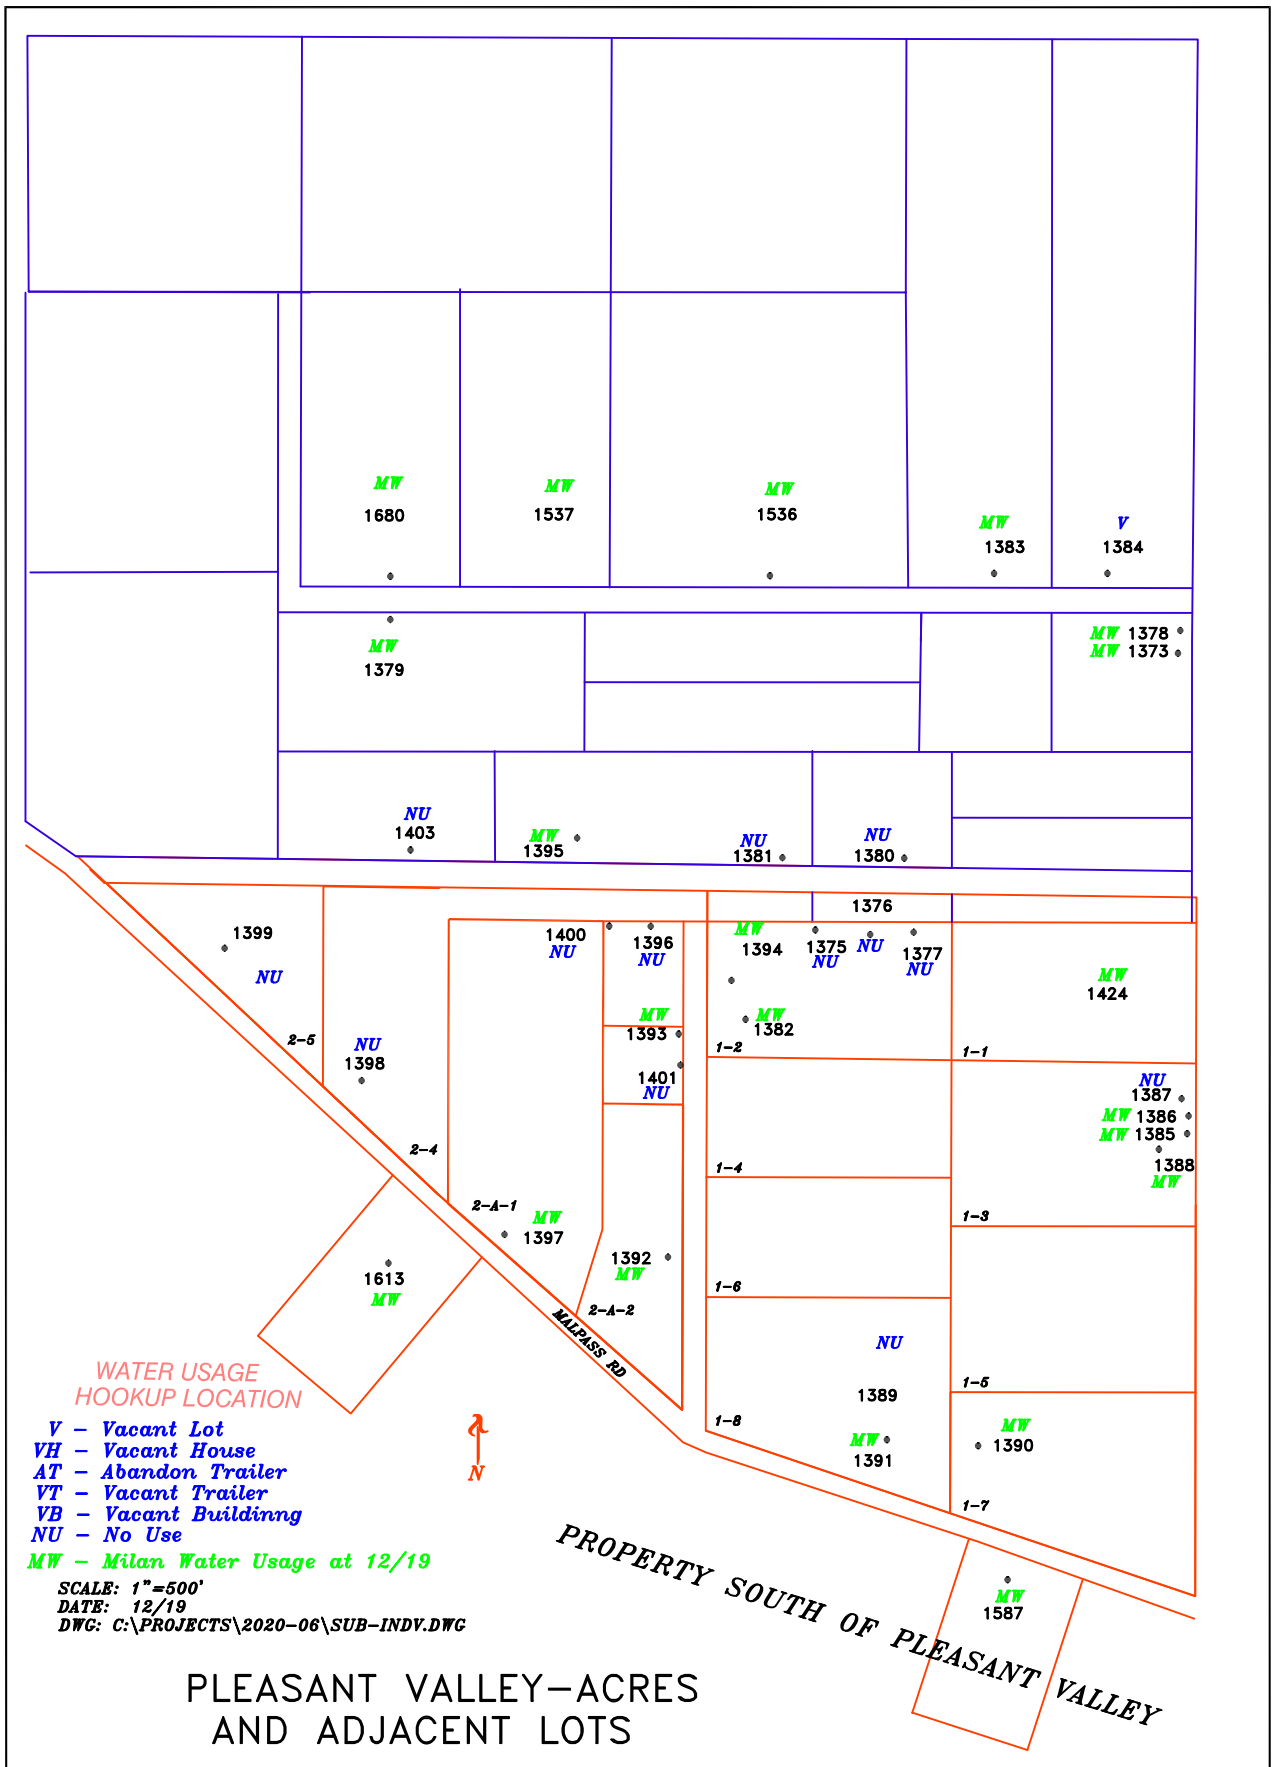 MW
1680
MW
1537
MW
1536
MW
1383
V
1384
MW 1378
MW 1373
MW
1379
NU
1403
MW
1395
NU
1381
NU
1380
1376
1399
NU
1400
NU
1396
NU
MW
1394
1375
NU
NU
1377
NU
MW
1424
MW
1393
MW
1382
2-5
NU
1398
1-2
1-1
1401
NU
NU
1387
MW 1386
MW 1385
1388
MW
2-4
1-4
2-A-1
MW
1397
1-3
1392
MW
1613
MW
1-6
2-A-2
MALPASS RD
NU
1389
1-5
1-8
MW
1391
MW
1390
1-7
WATER USAGE
HOOKUP LOCATION
V - Vacant Lot
VH - Vacant House
AT - Abandon Trailer
VT - Vacant Trailer
VB - Vacant Buildinng
NU - No Use
MW - Milan Water Usage at 12/19
N
SCALE: 1"=500'
DATE: 12/19
DWG: C:\PROJECTS\2020-06\SUB-INDV.DWG
PROPERTY SOUTH OF PLEASANT VALLEY
MW
1587
PLEASANT VALLEY-ACRES
AND ADJACENT LOTS